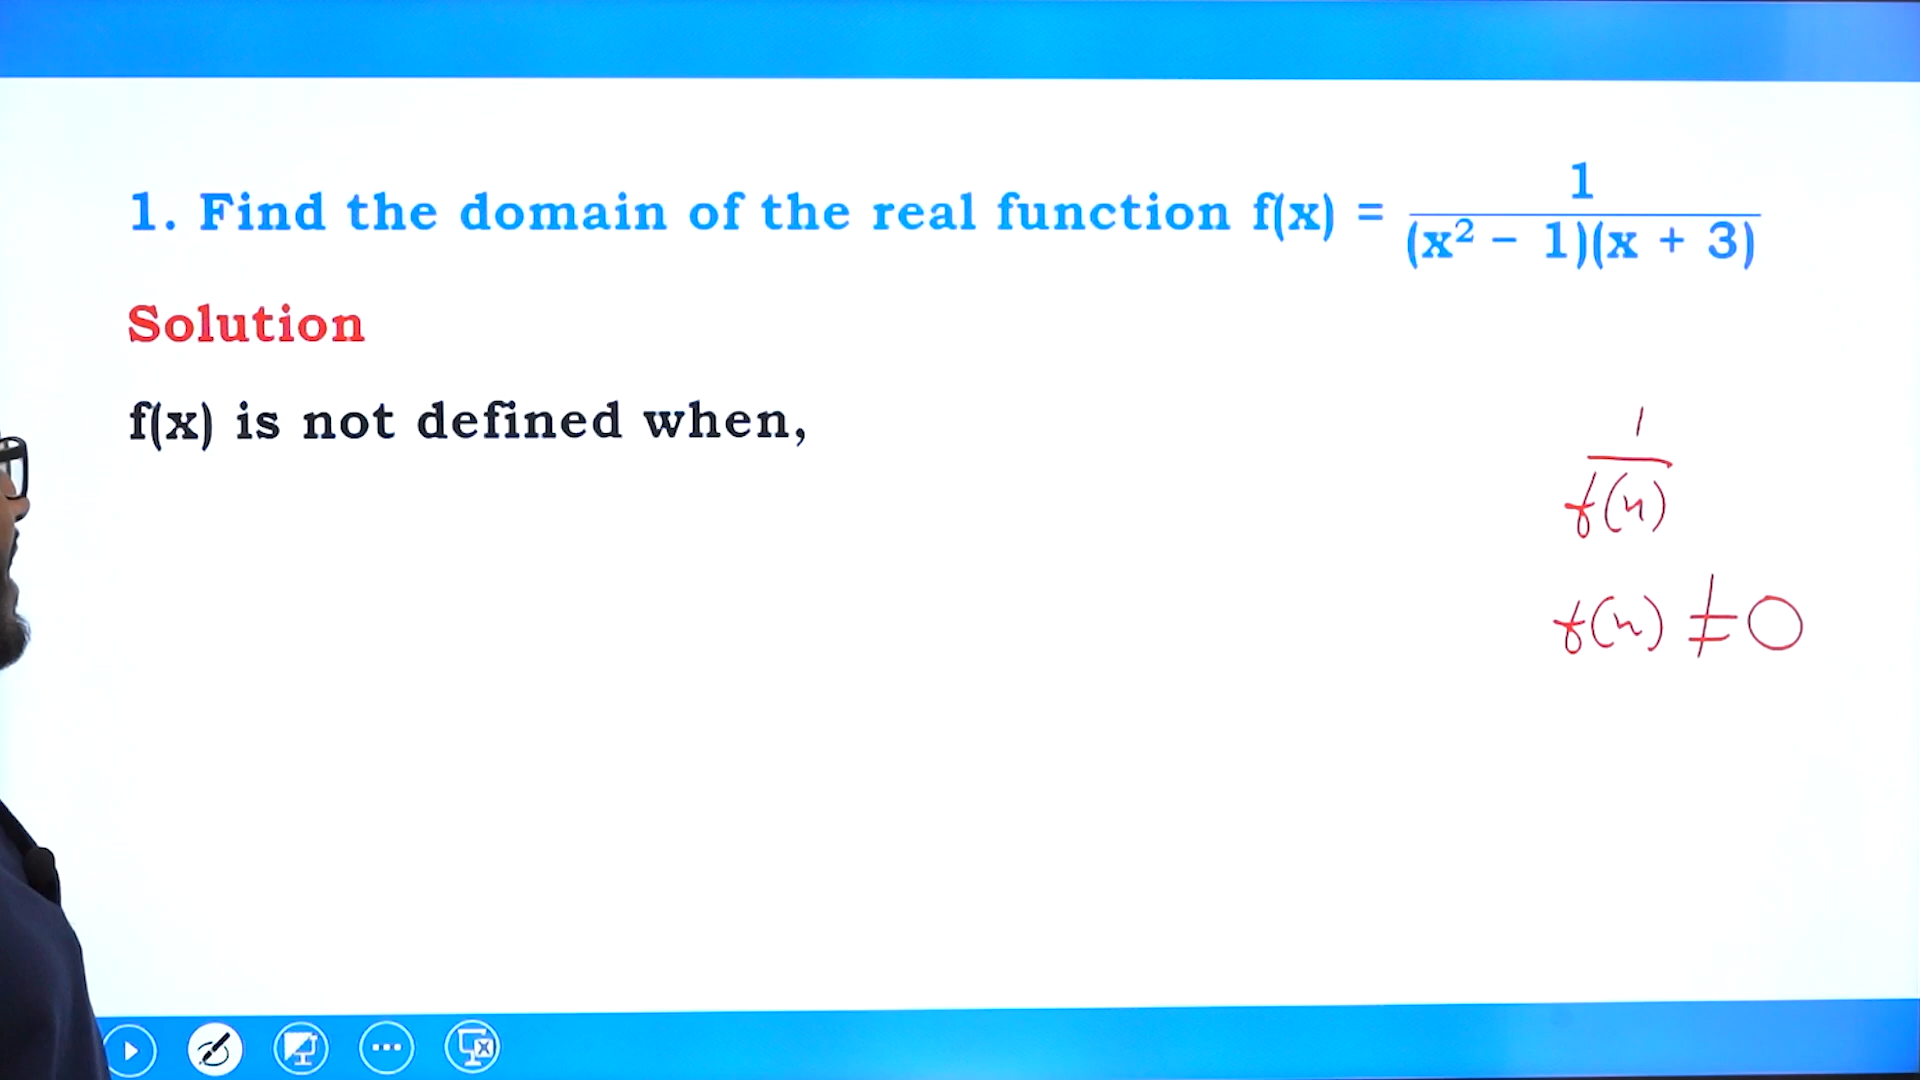 1. Find the domain of the real function f(x) = 1/((x² − 1)(x + 3))
Solution
f(x) is not defined when,
1/f(x)
f(x) ≠ 0